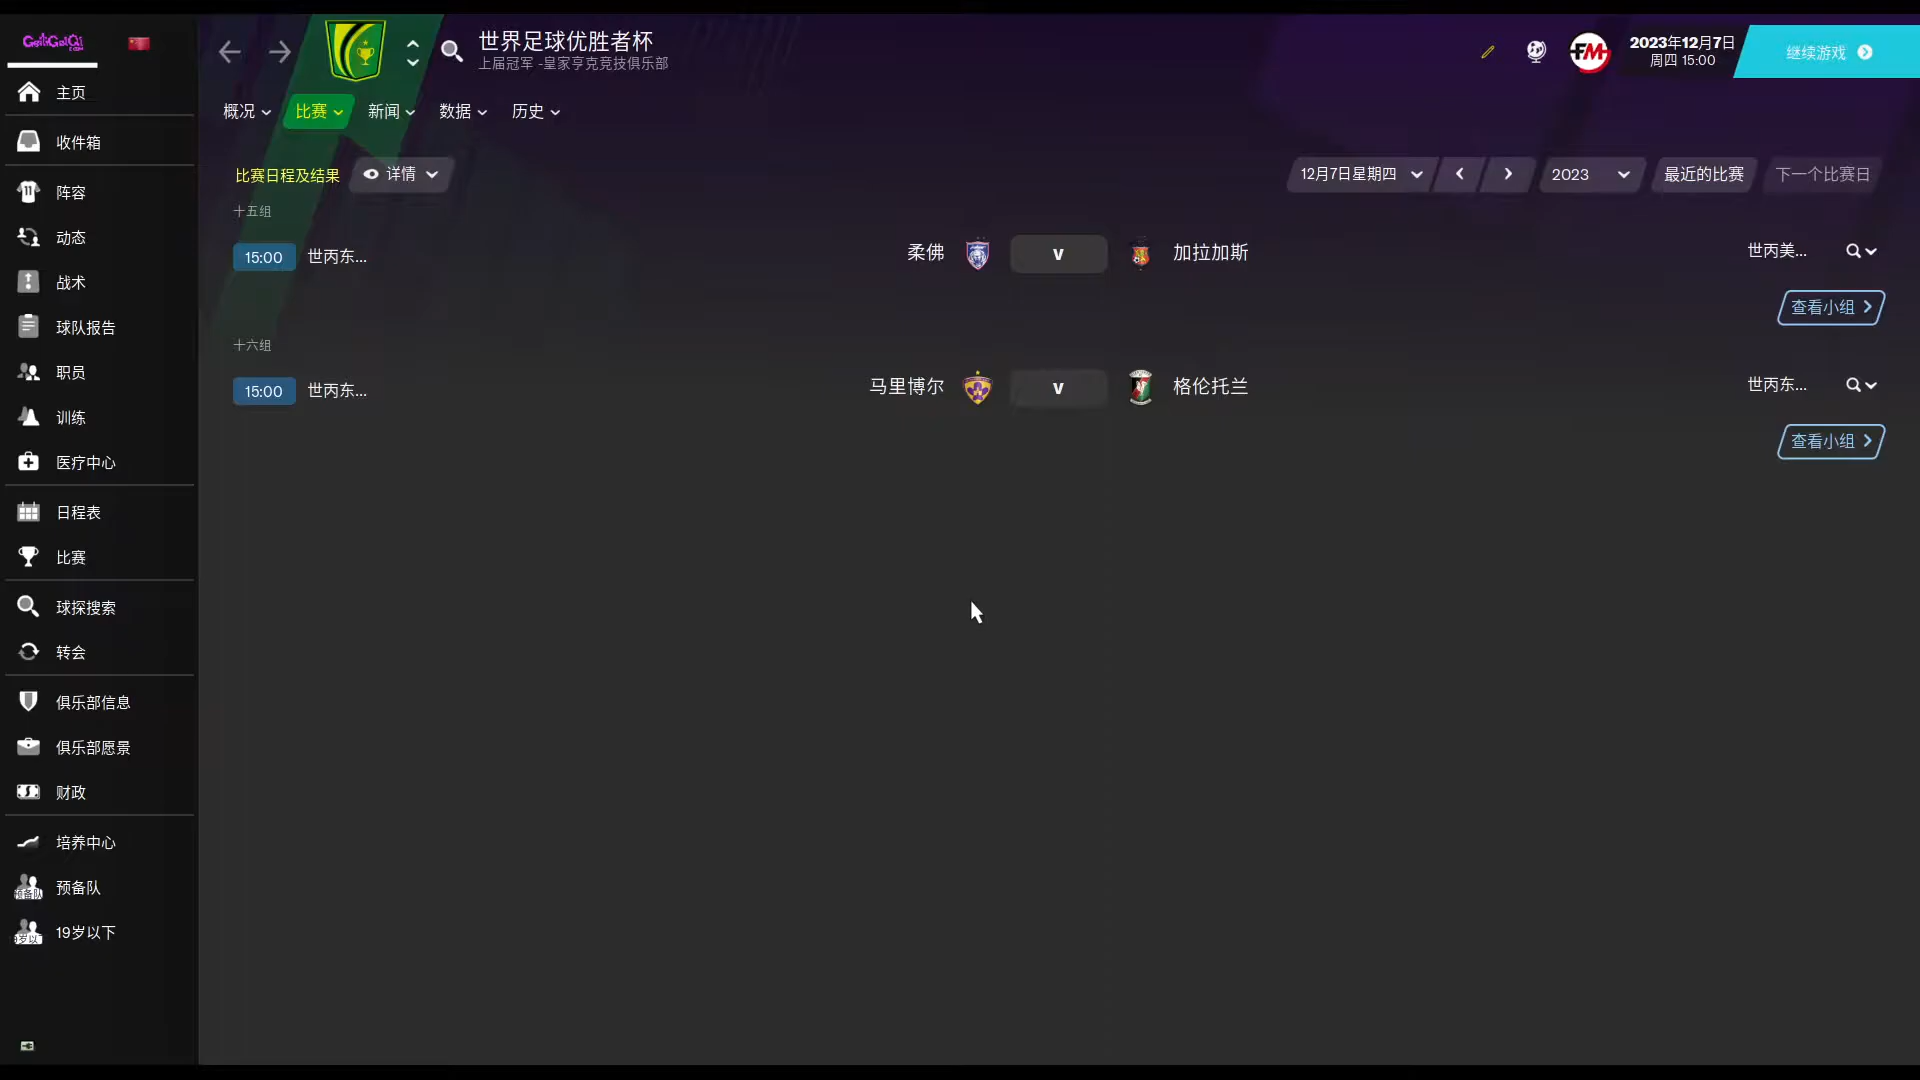 GaliGaiGi
.COM
世界足球优胜者杯
上届冠军 -皇家亨克竞技俱乐部
FM
2023年12月7日
周四 15:00
继续游戏
概况
比赛
新闻
数据
历史
比赛日程及结果
详情
12月7日星期四
2023
最近的比赛
下一个比赛日
十五组
15:00 世丙东... 柔佛 v 加拉加斯 世丙美...
查看小组
十六组
15:00 世丙东... 马里博尔 v 格伦托兰 世丙东...
查看小组
主页
收件箱
阵容
动态
战术
球队报告
职员
训练
医疗中心
日程表
比赛
球探搜索
转会
俱乐部信息
俱乐部愿景
财政
培养中心
预备队
预备队
19岁以下